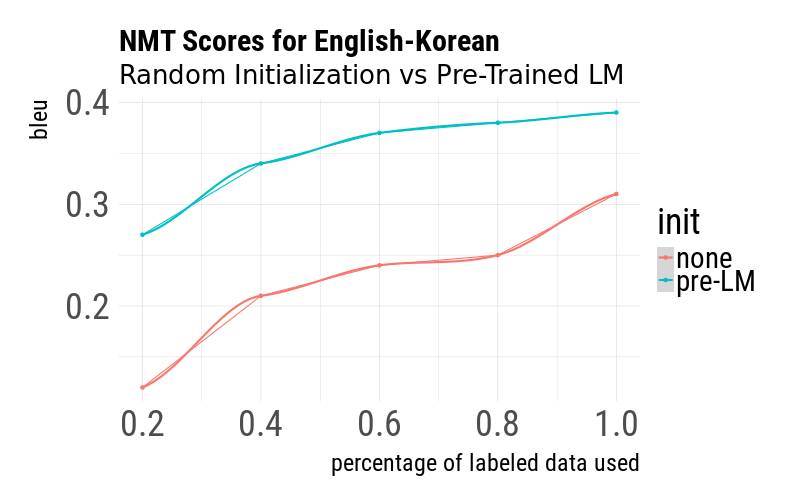 NMT Scores for English-Korean
Random Initialization vs Pre-Trained LM
bleu
0.4
0.3
0.2
0.2 0.4 0.6 0.8 1.0
percentage of labeled data used
init
none
pre-LM